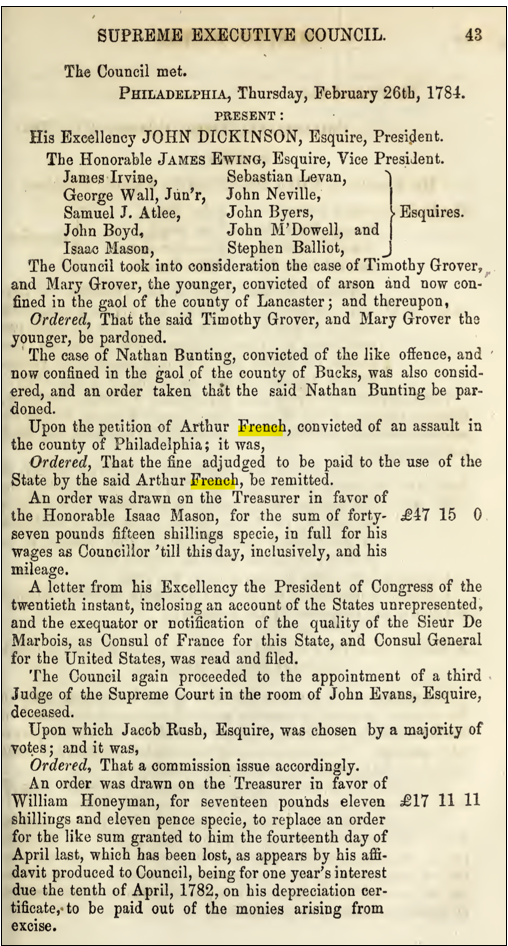 SUPREME EXECUTIVE COUNCIL. 43
The Council met.
PHILADELPHIA, Thursday, February 26th, 1784.
PRESENT :
His Excellency JOHN DICKINSON, Esquire, President.
The Honorable JAMES EWING, Esquire, Vice President.
James Irvine, Sebastian Levan,
George Wall, Jun'r, John Neville,
Samuel J. Atlee, John Byers, Esquires.
John Boyd, John M'Dowell, and
Isaac Mason, Stephen Balliot,
The Council took into consideration the case of Timothy Grover,
and Mary Grover, the younger, convicted of arson and now con-
fined in the gaol of the county of Lancaster; and thereupon,
Ordered, That the said Timothy Grover, and Mary Grover the
younger, be pardoned.
The case of Nathan Bunting, convicted of the like offence, and
now confined in the gaol of the county of Bucks, was also consid-
ered, and an order taken that the said Nathan Bunting be par-
doned.
Upon the petition of Arthur French, convicted of an assault in
the county of Philadelphia; it was,
Ordered, That the fine adjudged to be paid to the use of the
State by the said Arthur French, be remitted.
An order was drawn on the Treasurer in favor of
the Honorable Isaac Mason, for the sum of forty- £47 15 0
seven pounds fifteen shillings specie, in full for his
wages as Councillor 'till this day, inclusively, and his
mileage.
A letter from his Excellency the President of Congress of the
twentieth instant, inclosing an account of the States unrepresented,
and the exequator or notification of the quality of the Sieur De
Marbois, as Consul of France for this State, and Consul General
for the United States, was read and filed.
The Council again proceeded to the appointment of a third
Judge of the Supreme Court in the room of John Evans, Esquire,
deceased.
Upon which Jacob Rush, Esquire, was chosen by a majority of
votes; and it was,
Ordered, That a commission issue accordingly.
An order was drawn on the Treasurer in favor of
William Honeyman, for seventeen pounds eleven £17 11 11
shillings and eleven pence specie, to replace an order
for the like sum granted to him the fourteenth day of
April last, which has been lost, as appears by his affi-
davit produced to Council, being for one year's interest
due the tenth of April, 1782, on his depreciation cer-
tificate, to be paid out of the monies arising from
excise.